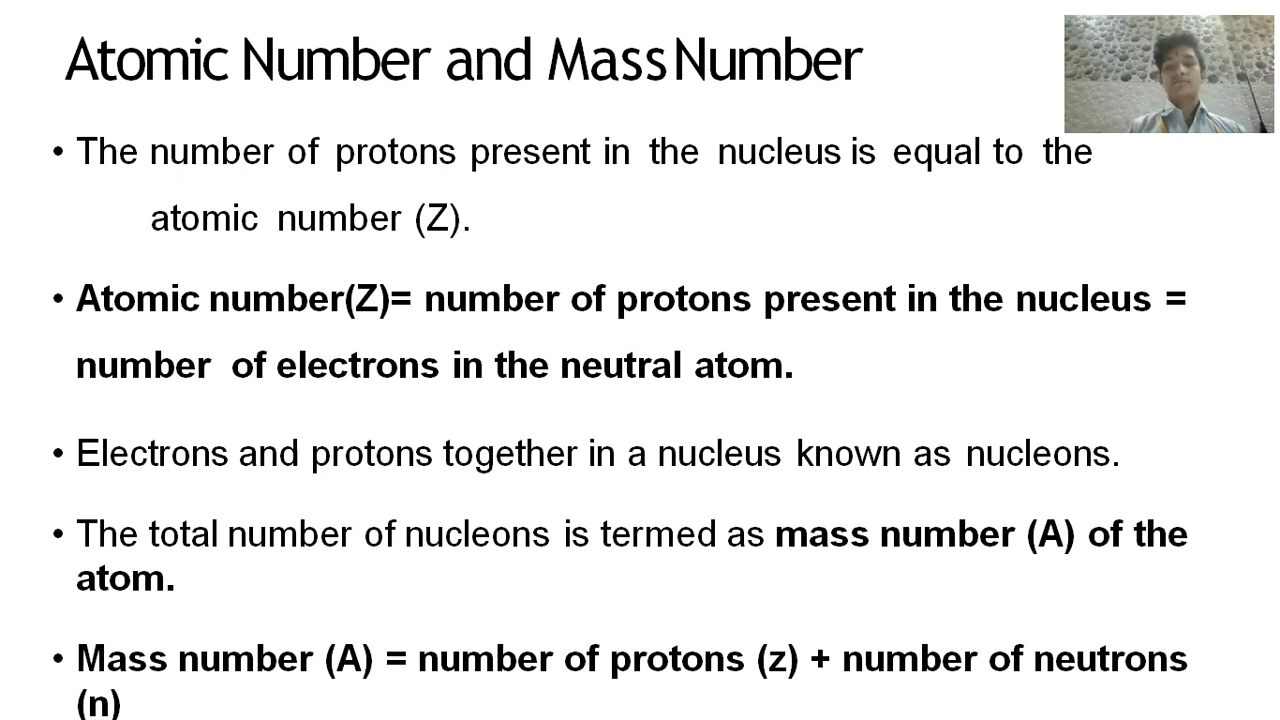 Atomic Number and Mass Number
• The number of protons present in the nucleus is equal to the
atomic number (Z).
• Atomic number(Z)= number of protons present in the nucleus =
number of electrons in the neutral atom.
• Electrons and protons together in a nucleus known as nucleons.
• The total number of nucleons is termed as mass number (A) of the
atom.
• Mass number (A) = number of protons (z) + number of neutrons
(n)